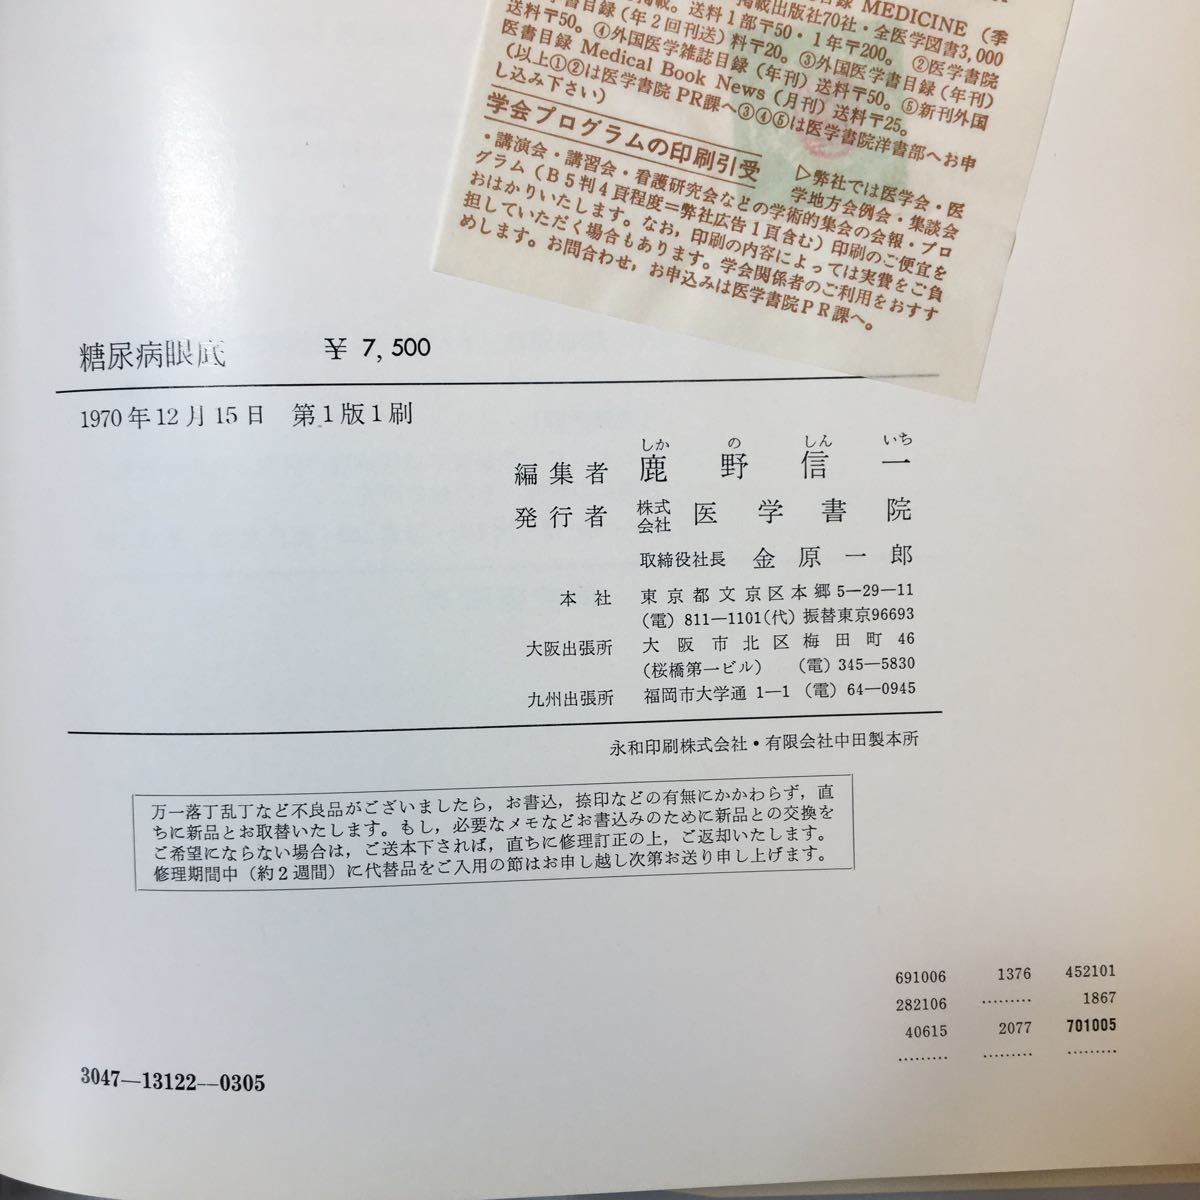 目録 MEDICINE (季
掲載。送料1部〒50・1年〒200。
掲載出版社70社・全医学図書3,000
学書目録(年2回刊送)料〒20。 ②医学書院
送料〒50。④外国医学雑誌目録(年刊)送料〒50。③外国医学書目録(年刊)
医書目録 Medical Book News(月刊)送料〒25。⑤新刊外国
(以上①②は医学書院PR課へ③④⑤は医学書院洋書部へお申
し込み下さい)
学会プログラムの印刷引受
▷弊社では医学会・医
学地方会例会・集談会
・講演会・講習会・看護研究会などの学術的集会の会報・プロ
グラム(B5判4頁程度=弊社広告1頁含む)印刷のご便宜を
おはかりいたします。なお,印刷の内容によっては実費をご負
担していただく場合もあります。学会関係者のご利用をおすす
めします。お問合わせ,お申込みは医学書院PR課へ。
糖尿病眼底 ¥ 7,500
1970年12月15日 第1版1刷
しか の しん いち
編集者 鹿野信一
発行者 株式会社 医学書院
取締役社長 金原一郎
本社 東京都文京区本郷5―29―11
(電) 811―1101(代) 振替東京96693
大阪出張所 大阪市北区梅田町46
(桜橋第一ビル) (電) 345―5830
九州出張所 福岡市大学通 1―1 (電) 64―0945
永和印刷株式会社・有限会社中田製本所
万一落丁乱丁など不良品がございましたら,お書込,捺印などの有無にかかわらず,直
ちに新品とお取替いたします。もし,必要なメモなどお書込みのために新品との交換を
ご希望にならない場合は,ご送本下されば,直ちに修理訂正の上,ご返却いたします。
修理期間中(約2週間)に代替品をご入用の節はお申し越し次第お送り申し上げます。
691006 1376 452101
282106 ········· 1867
40615 2077 701005
········· ········· ·········
3047―13122―0305